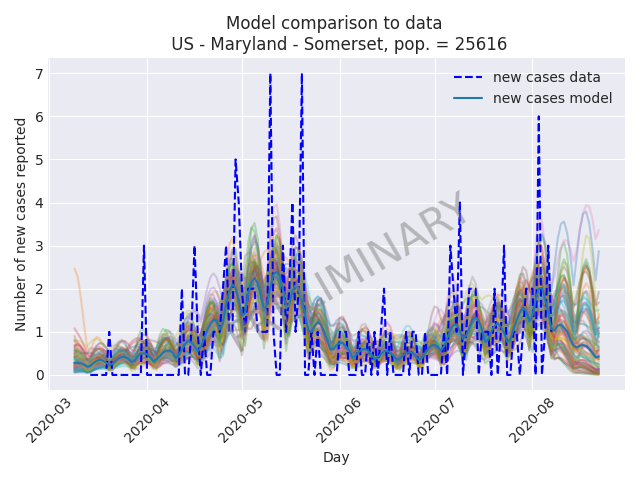 Model comparison to data
US - Maryland - Somerset, pop. = 25616
new cases data
new cases model
IMINARY
Number of new cases reported
7
6
5
4
3
2
1
0
2020-03
2020-04
2020-05
2020-06
2020-07
2020-08
Day